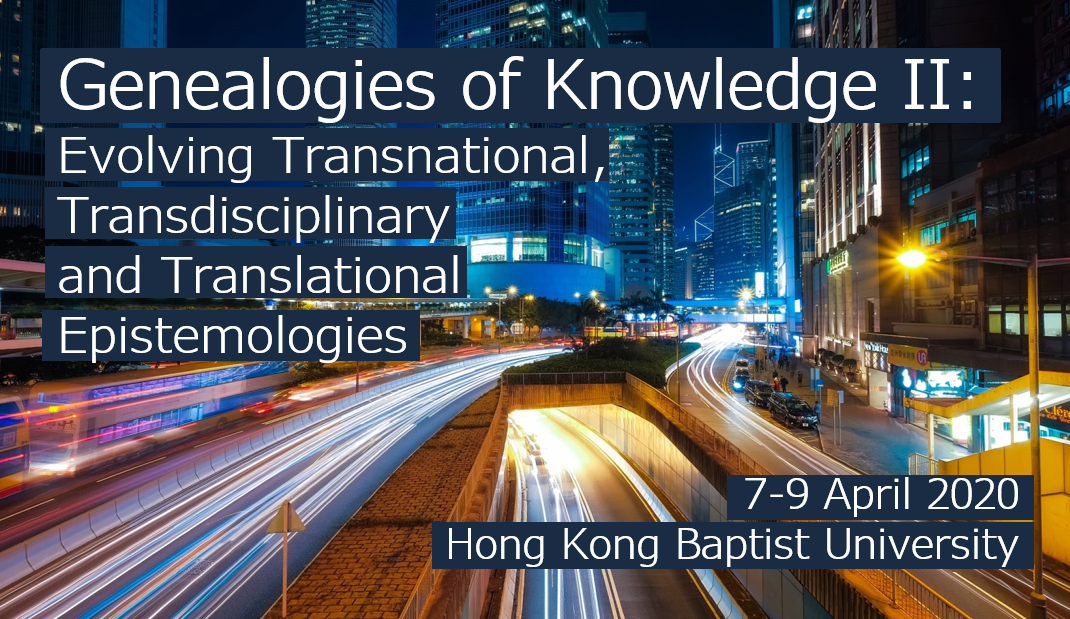 Genealogies of Knowledge II:
Evolving Transnational,
Transdisciplinary
and Translational
Epistemologies
7-9 April 2020
Hong Kong Baptist University